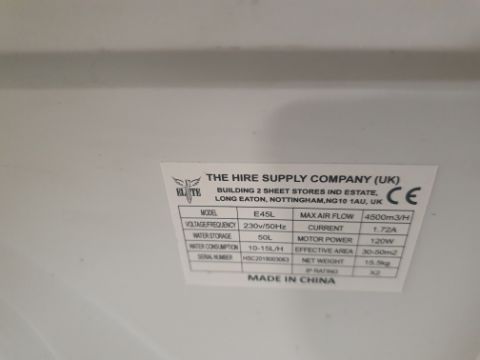 ELITE
THE HIRE SUPPLY COMPANY (UK)
BUILDING 2 SHEET STORES IND ESTATE,
LONG EATON, NOTTINGHAM,NG10 1AU, UK
CE
MODEL E45L MAX AIR FLOW 4500m3/H
VOLTAGE/FREQUENCY 230v/50Hz CURRENT 1.72A
WATER STORAGE 50L MOTOR POWER 120W
WATER CONSUMPTION 10-15L/H EFFECTIVE AREA 30-50m2
SERIAL NUMBER HSC2019003063 NET WEIGHT 15.5kg
IP RATING X2
MADE IN CHINA